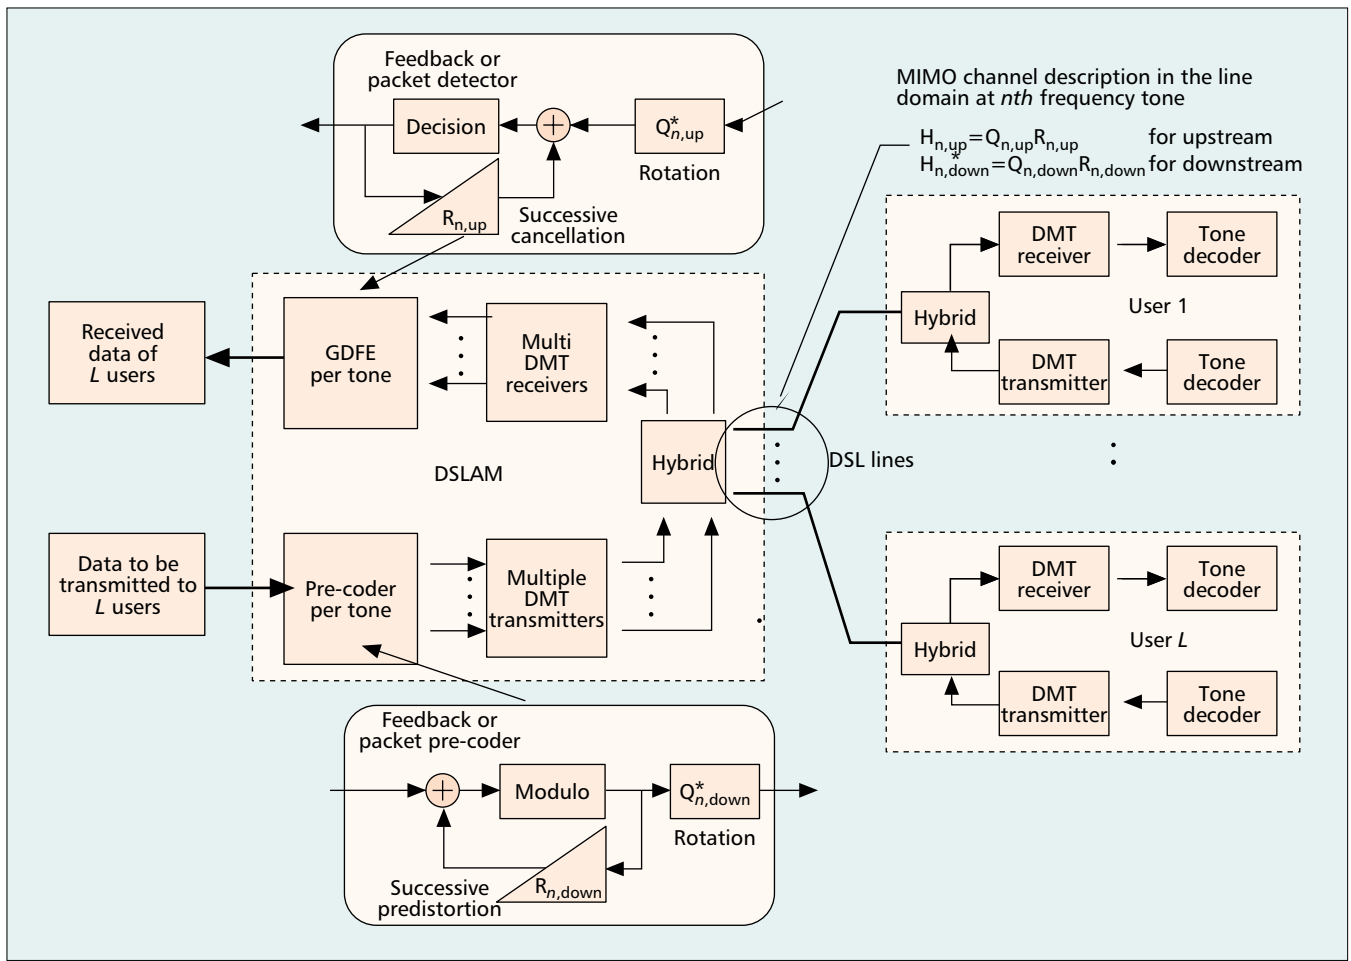 Feedback or
packet detector
Decision
+
Q*n,up
Rotation
Rn,up
Successive
cancellation
MIMO channel description in the line
domain at nth frequency tone
Hn,up=Qn,upRn,up for upstream
H*n,down=Qn,downRn,down for downstream
Received
data of
L users
GDFE
per tone
Multi
DMT
receivers
Hybrid
DSLAM
DSL lines
Data to be
transmitted to
L users
Pre-coder
per tone
Multiple
DMT
transmitters
DMT
receiver
Tone
decoder
Hybrid
User 1
DMT
transmitter
Tone
decoder
DMT
receiver
Tone
decoder
Hybrid
User L
DMT
transmitter
Tone
decoder
Feedback or
packet pre-coder
+
Modulo
Q*n,down
Rotation
Rn,down
Successive
predistortion